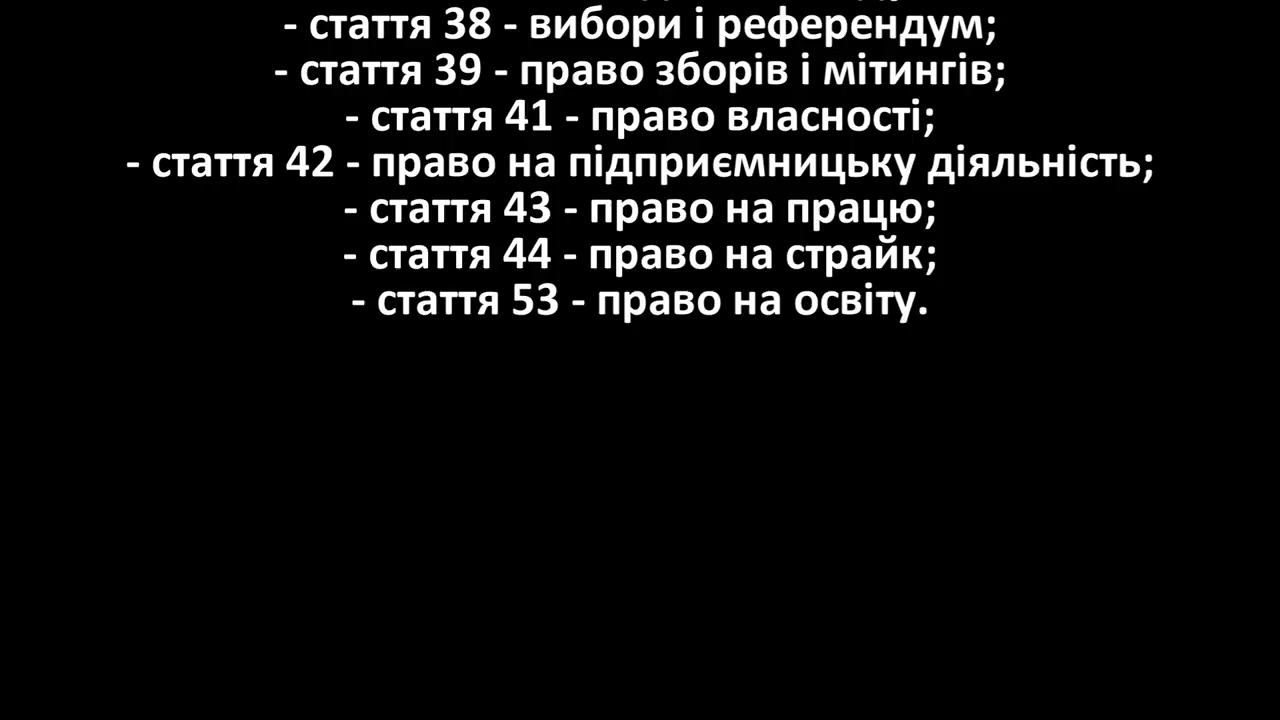 - стаття 38 - вибори і референдум;
- стаття 39 - право зборів і мітингів;
- стаття 41 - право власності;
- стаття 42 - право на підприємницьку діяльність;
- стаття 43 - право на працю;
- стаття 44 - право на страйк;
- стаття 53 - право на освіту.